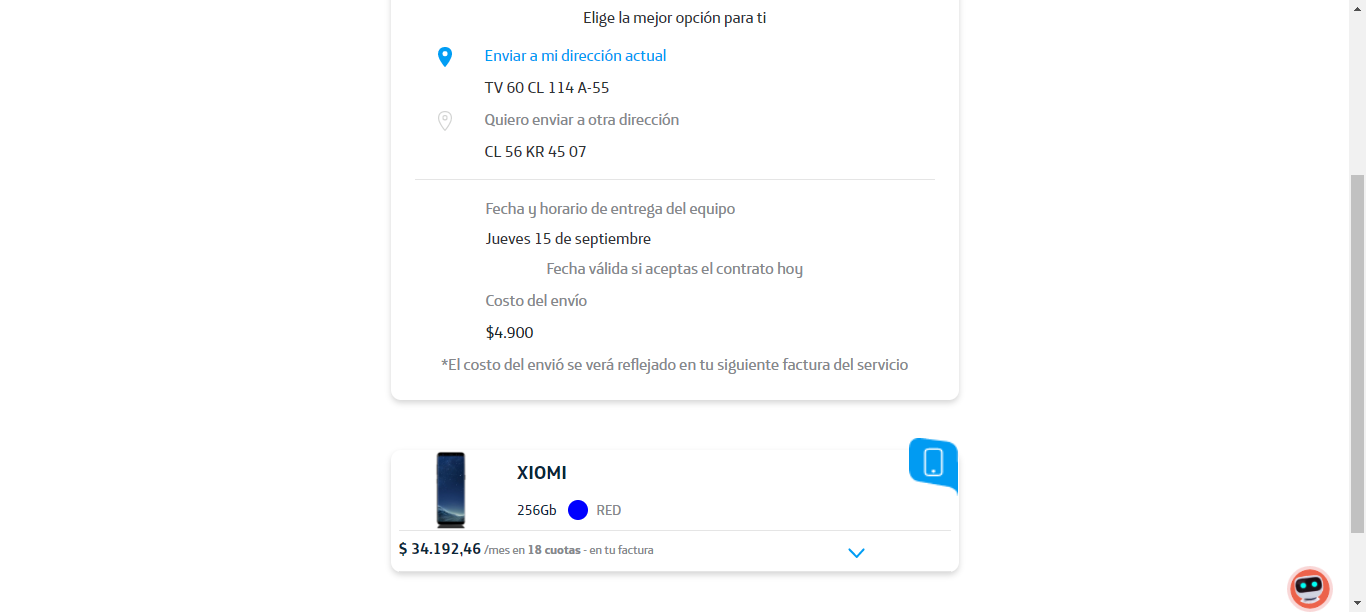 Elige la mejor opción para ti
Enviar a mi dirección actual
TV 60 CL 114 A-55
Quiero enviar a otra dirección
CL 56 KR 45 07
Fecha y horario de entrega del equipo
Jueves 15 de septiembre
Fecha válida si aceptas el contrato hoy
Costo del envío
$4.900
*El costo del envió se verá reflejado en tu siguiente factura del servicio
XIOMI
256Gb RED
$ 34.192,46 /mes en 18 cuotas - en tu factura